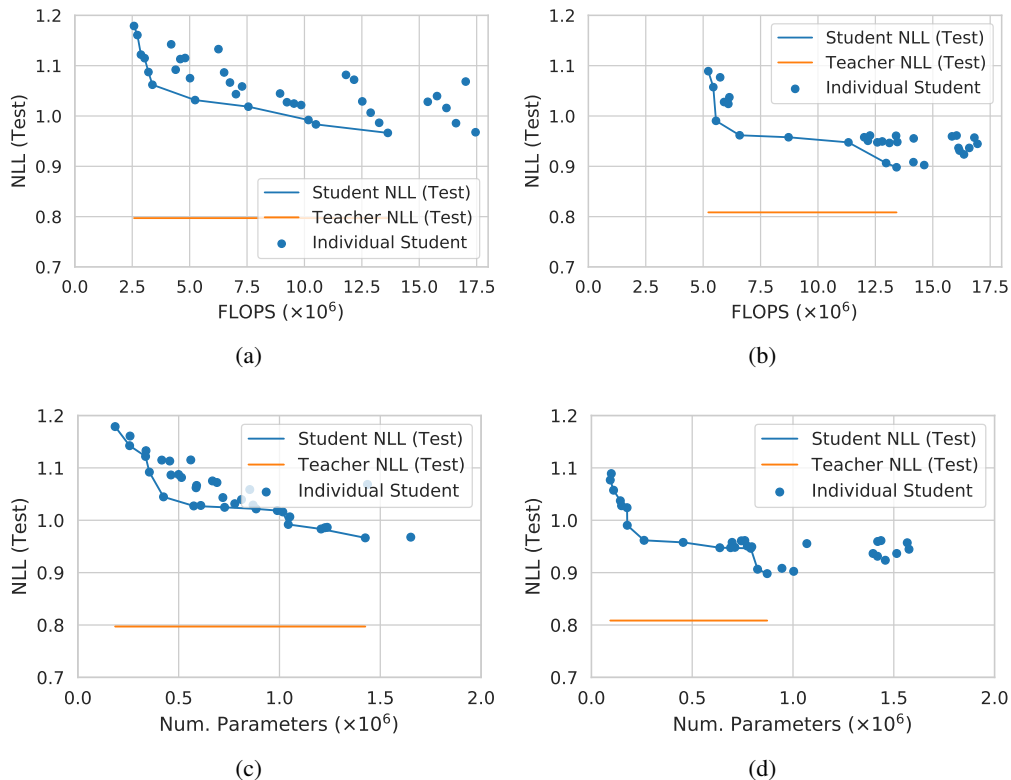 1.2
1.1
1.0
0.9
0.8
0.7
NLL (Test)
Student NLL (Test)
Teacher NLL (Test)
Individual Student
0.0 2.5 5.0 7.5 10.0 12.5 15.0 17.5
FLOPS (×10⁶)
(a)
1.2
1.1
1.0
0.9
0.8
0.7
NLL (Test)
Student NLL (Test)
Teacher NLL (Test)
Individual Student
0.0 2.5 5.0 7.5 10.0 12.5 15.0 17.5
FLOPS (×10⁶)
(b)
1.2
1.1
1.0
0.9
0.8
0.7
NLL (Test)
Student NLL (Test)
Teacher NLL (Test)
Individual Student
0.0 0.5 1.0 1.5 2.0
Num. Parameters (×10⁶)
(c)
1.2
1.1
1.0
0.9
0.8
0.7
NLL (Test)
Student NLL (Test)
Teacher NLL (Test)
Individual Student
0.0 0.5 1.0 1.5 2.0
Num. Parameters (×10⁶)
(d)